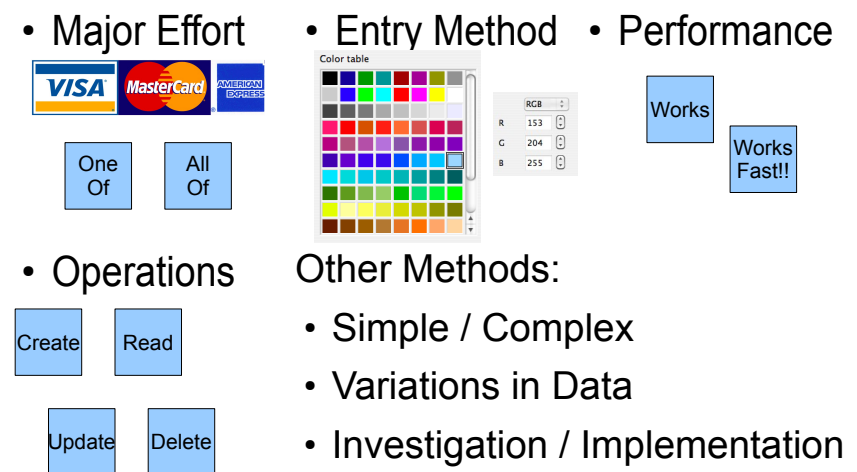 • Major Effort
VISA MasterCard AMERICAN EXPRESS
One
Of
All
Of
• Entry Method
Color table
RGB
R 153
G 204
B 255
• Performance
Works
Works
Fast!!
• Operations
Create
Read
Update
Delete
Other Methods:
• Simple / Complex
• Variations in Data
• Investigation / Implementation